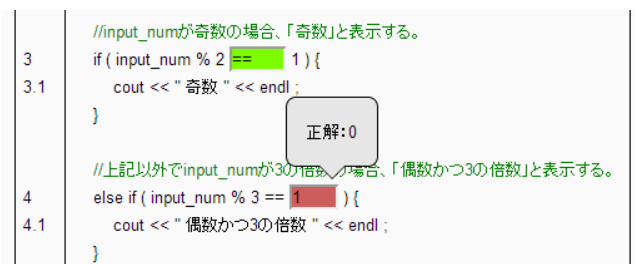 //input_numが奇数の場合、「奇数」と表示する。
3 if ( input_num % 2 == 1 ) {
3.1 cout << " 奇数 " << endl ;
}
正解:0
//上記以外でinput_numが3の倍数の場合、「偶数かつ3の倍数」と表示する。
4 else if ( input_num % 3 == 1 ) {
4.1 cout << " 偶数かつ3の倍数 " << endl ;
}